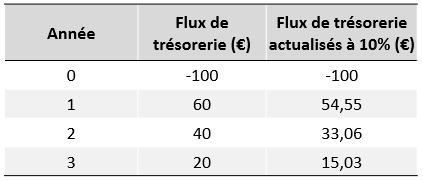 Année Flux de trésorerie (€) Flux de trésorerie actualisés à 10% (€)
0 -100 -100
1 60 54,55
2 40 33,06
3 20 15,03